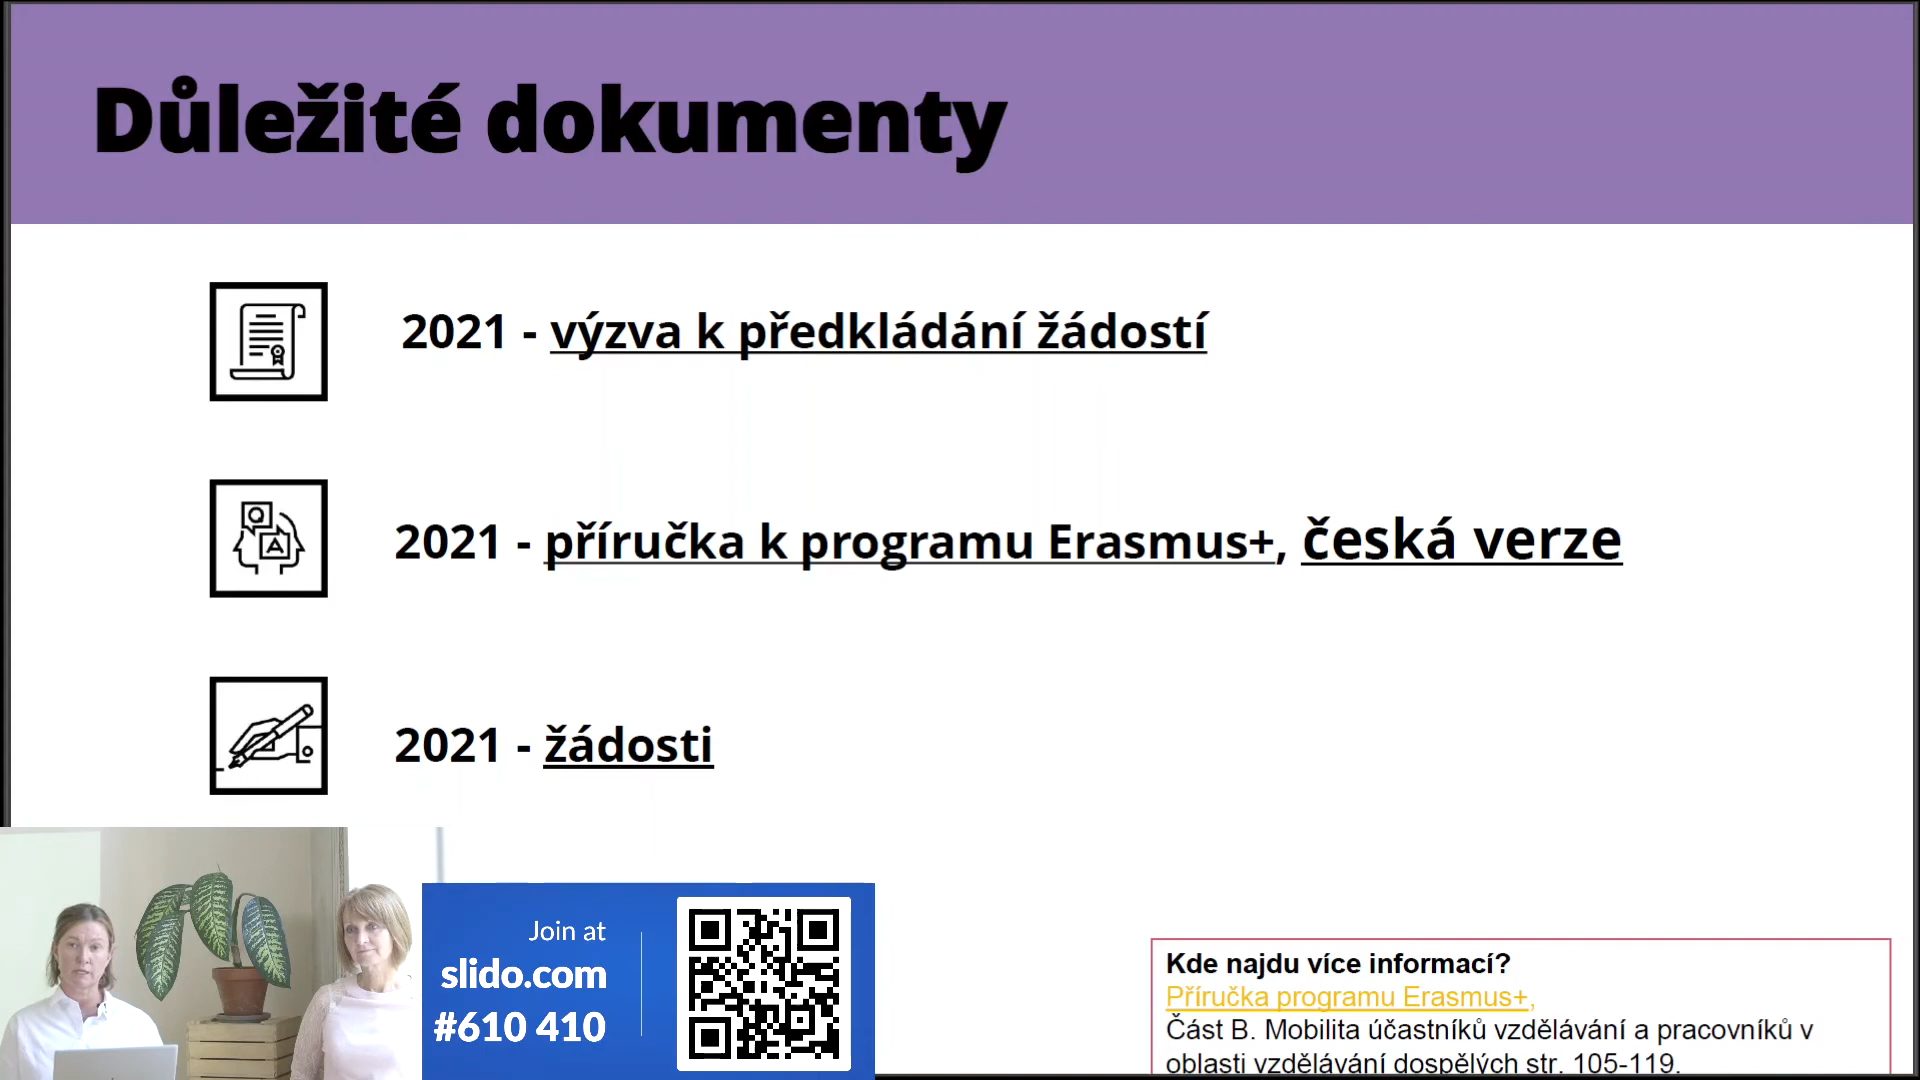 Důležité dokumenty
2021 - výzva k předkládání žádostí
Q
A
2021 - příručka k programu Erasmus+, česká verze
2021 - žádosti
Join at
slido.com
#610 410
Kde najdu více informací?
Příručka programu Erasmus+,
Část B. Mobilita účastníků vzdělávání a pracovníků v
oblasti vzdělávání dospělých str. 105-119.